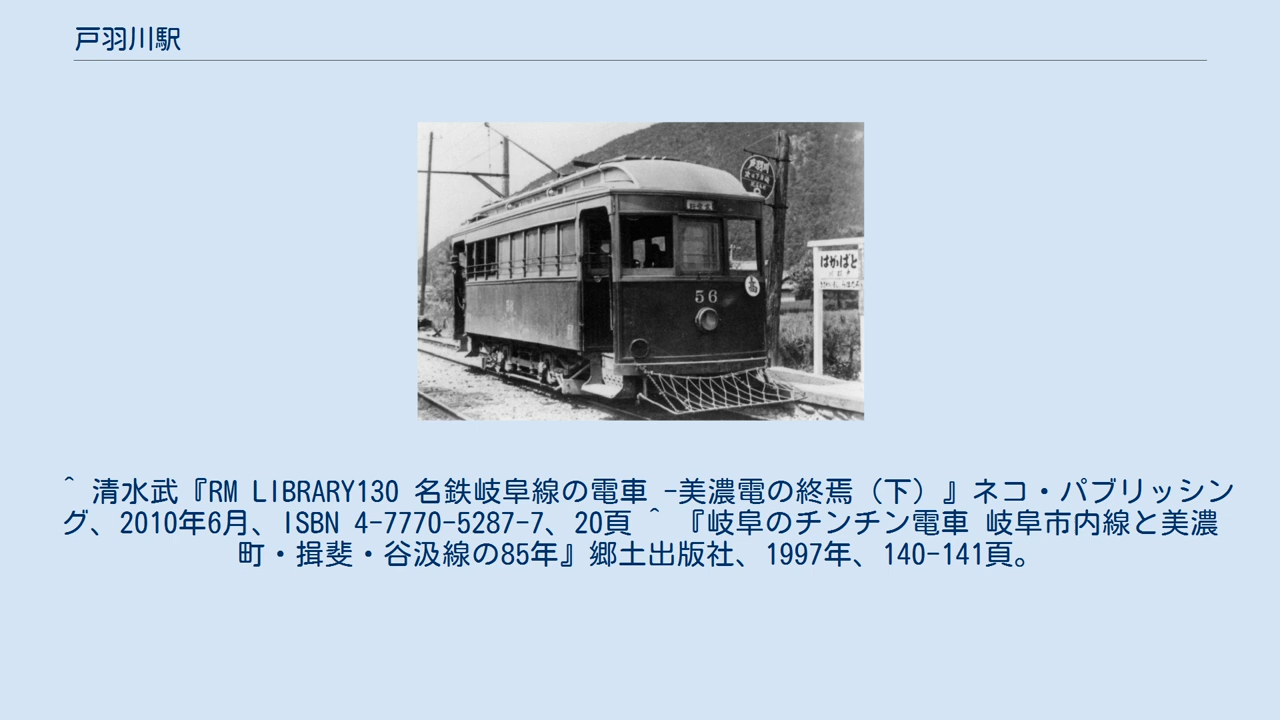 戸羽川駅
戸羽川
56
はかばと
^ 清水武『RM LIBRARY130 名鉄岐阜線の電車 -美濃電の終焉（下）』ネコ・パブリッシン
グ、2010年6月、ISBN 4-7770-5287-7、20頁 ^ 『岐阜のチンチン電車 岐阜市内線と美濃
町・揖斐・谷汲線の85年』郷土出版社、1997年、140-141頁。